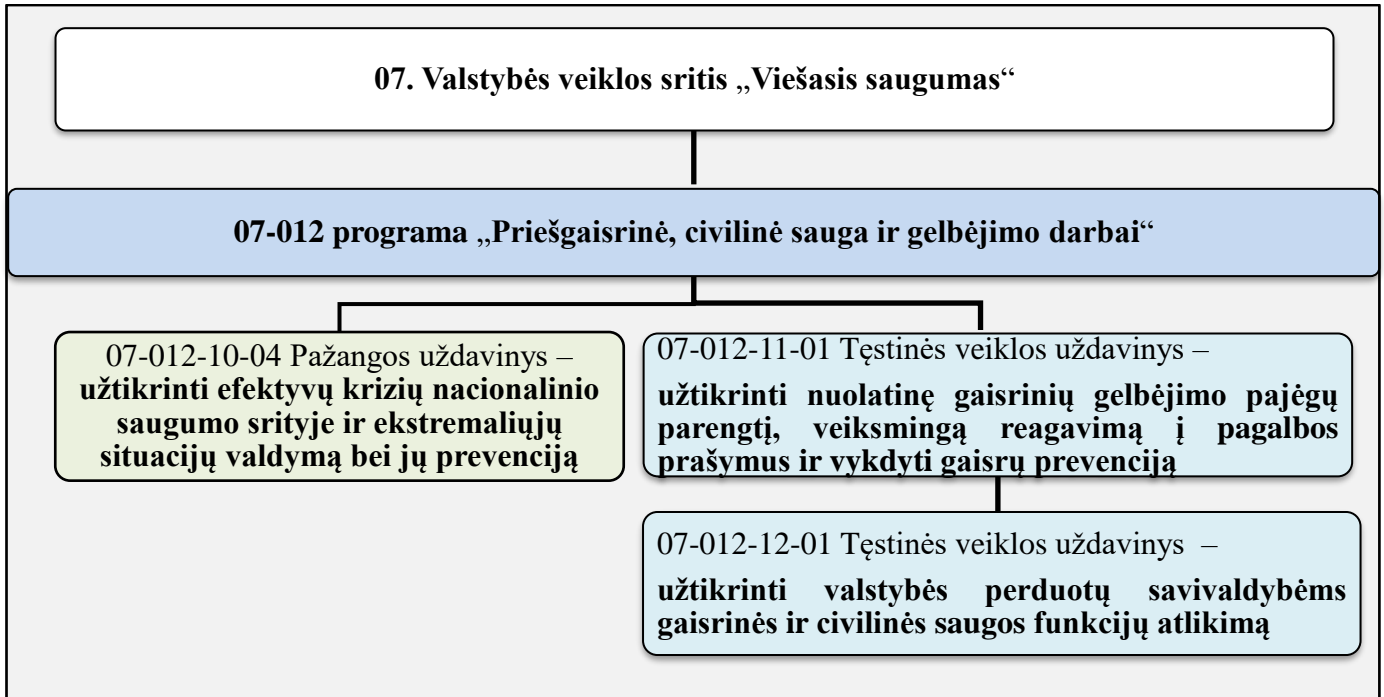 07. Valstybės veiklos sritis „Viešasis saugumas“
07-012 programa „Priešgaisrinė, civilinė sauga ir gelbėjimo darbai“
07-012-10-04 Pažangos uždavinys –
užtikrinti efektyvų krizių nacionalinio
saugumo srityje ir ekstremaliųjų
situacijų valdymą bei jų prevenciją
07-012-11-01 Tęstinės veiklos uždavinys –
užtikrinti nuolatinę gaisrinių gelbėjimo pajėgų
parengtį, veiksmingą reagavimą į pagalbos
prašymus ir vykdyti gaisrų prevenciją
07-012-12-01 Tęstinės veiklos uždavinys –
užtikrinti valstybės perduotų savivaldybėms
gaisrinės ir civilinės saugos funkcijų atlikimą